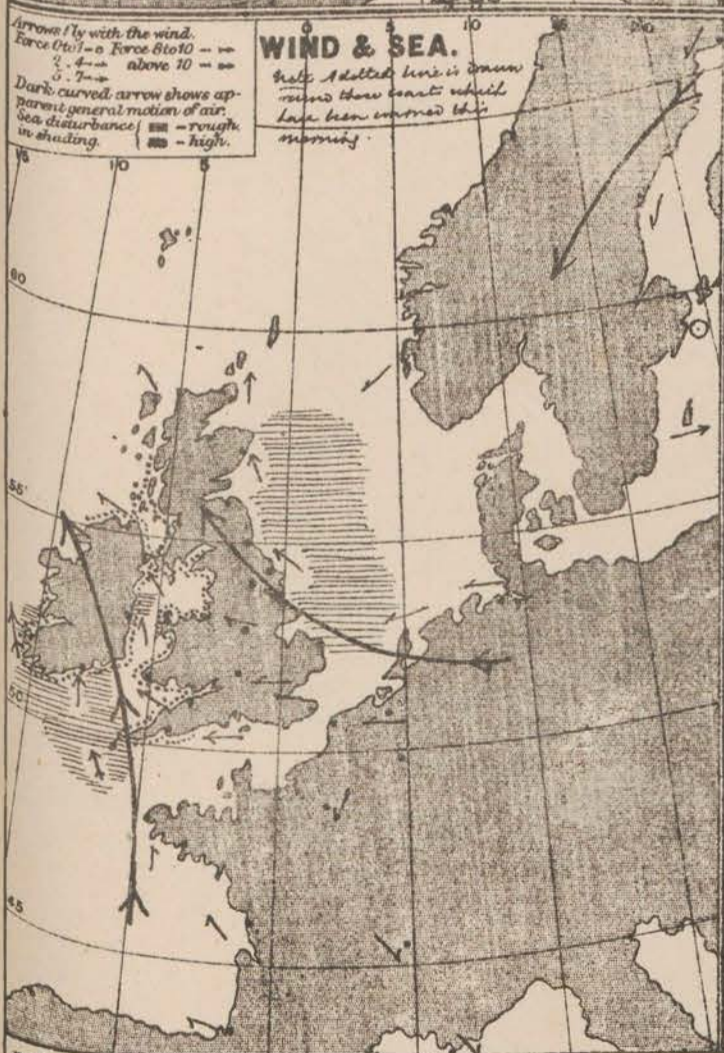 Arrows fly with the wind.
Force 0 to 1 - Force 8 to 10 -
2 . 4 - above 10 -
5 . 7 -
Dark curved arrow shows ap-
parent general motion of air.
Sea disturbance - rough.
in shading. - high.
WIND & SEA.
Note A dotted line is drawn
round those coasts which
have been warned this
morning.
0 5 10 15 20
15 10 5
60
55
50
45